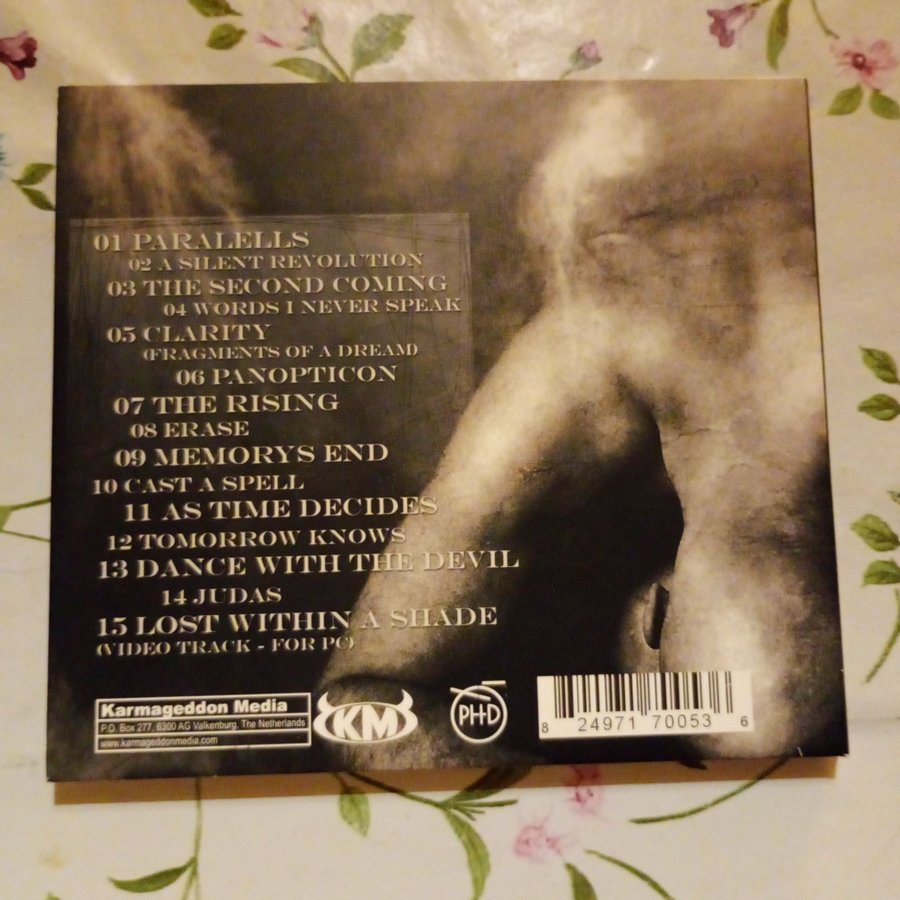 01 PARALELLS
02 A SILENT REVOLUTION
03 THE SECOND COMING
04 WORDS I NEVER SPEAK
05 CLARITY
(FRAGMENTS OF A DREAM)
06 PANOPTICON
07 THE RISING
08 ERASE
09 MEMORYS END
10 CAST A SPELL
11 AS TIME DECIDES
12 TOMORROW KNOWS
13 DANCE WITH THE DEVIL
14 JUDAS
15 LOST WITHIN A SHADE
(VIDEO TRACK - FOR PC)
Karmageddon Media
P.O. Box 277, 6300 AG Valkenburg, The Netherlands
www.karmageddonmedia.com
KM
PHD
8 24971 70053 6